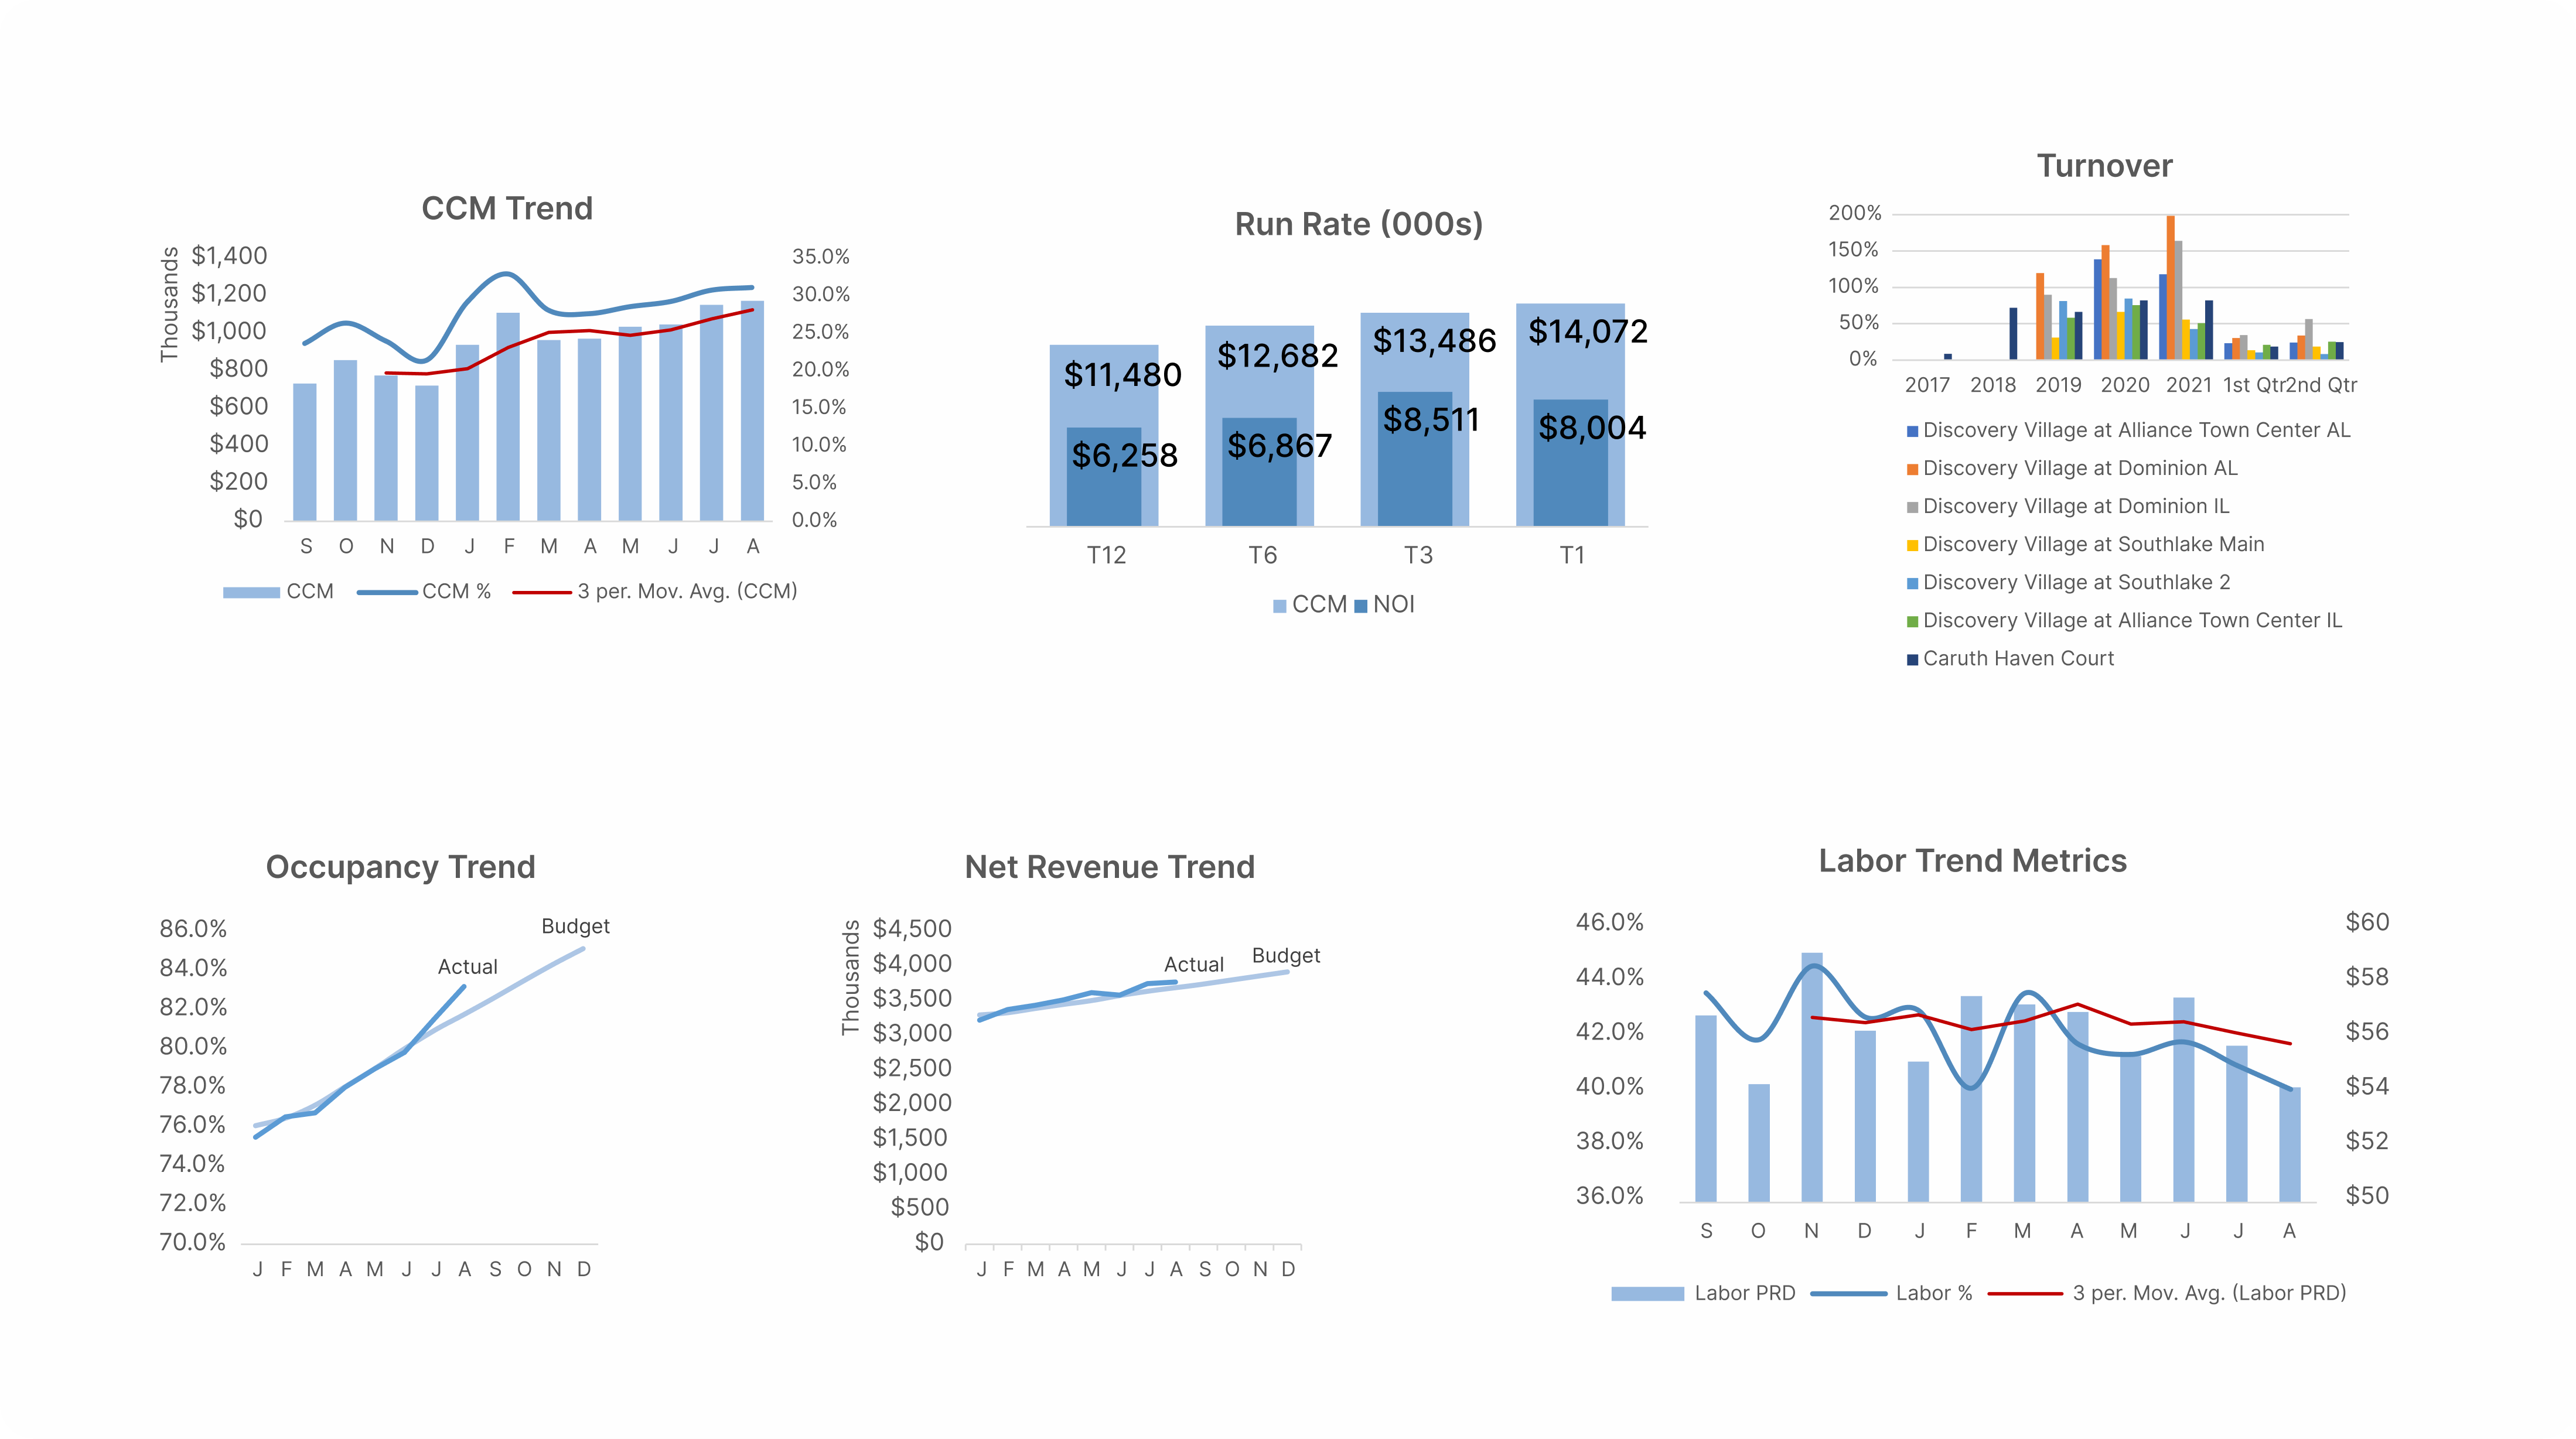 CCM Trend
Thousands
$1,400
$1,200
$1,000
$800
$600
$400
$200
$0
35.0%
30.0%
25.0%
20.0%
15.0%
10.0%
5.0%
0.0%
S O N D J F M A M J J A
CCM CCM % 3 per. Mov. Avg. (CCM)
Run Rate (000s)
$11,480 $12,682 $13,486 $14,072
$6,258 $6,867 $8,511 $8,004
T12 T6 T3 T1
CCM NOI
Turnover
200%
150%
100%
50%
0%
2017 2018 2019 2020 2021 1st Qtr 2nd Qtr
Discovery Village at Alliance Town Center AL
Discovery Village at Dominion AL
Discovery Village at Dominion IL
Discovery Village at Southlake Main
Discovery Village at Southlake 2
Discovery Village at Alliance Town Center IL
Caruth Haven Court
Occupancy Trend
86.0%
84.0%
82.0%
80.0%
78.0%
76.0%
74.0%
72.0%
70.0%
Budget
Actual
J F M A M J J A S O N D
Net Revenue Trend
Thousands
$4,500
$4,000
$3,500
$3,000
$2,500
$2,000
$1,500
$1,000
$500
$0
Actual
Budget
J F M A M J J A S O N D
Labor Trend Metrics
46.0%
44.0%
42.0%
40.0%
38.0%
36.0%
$60
$58
$56
$54
$52
$50
S O N D J F M A M J J A
Labor PRD Labor % 3 per. Mov. Avg. (Labor PRD)